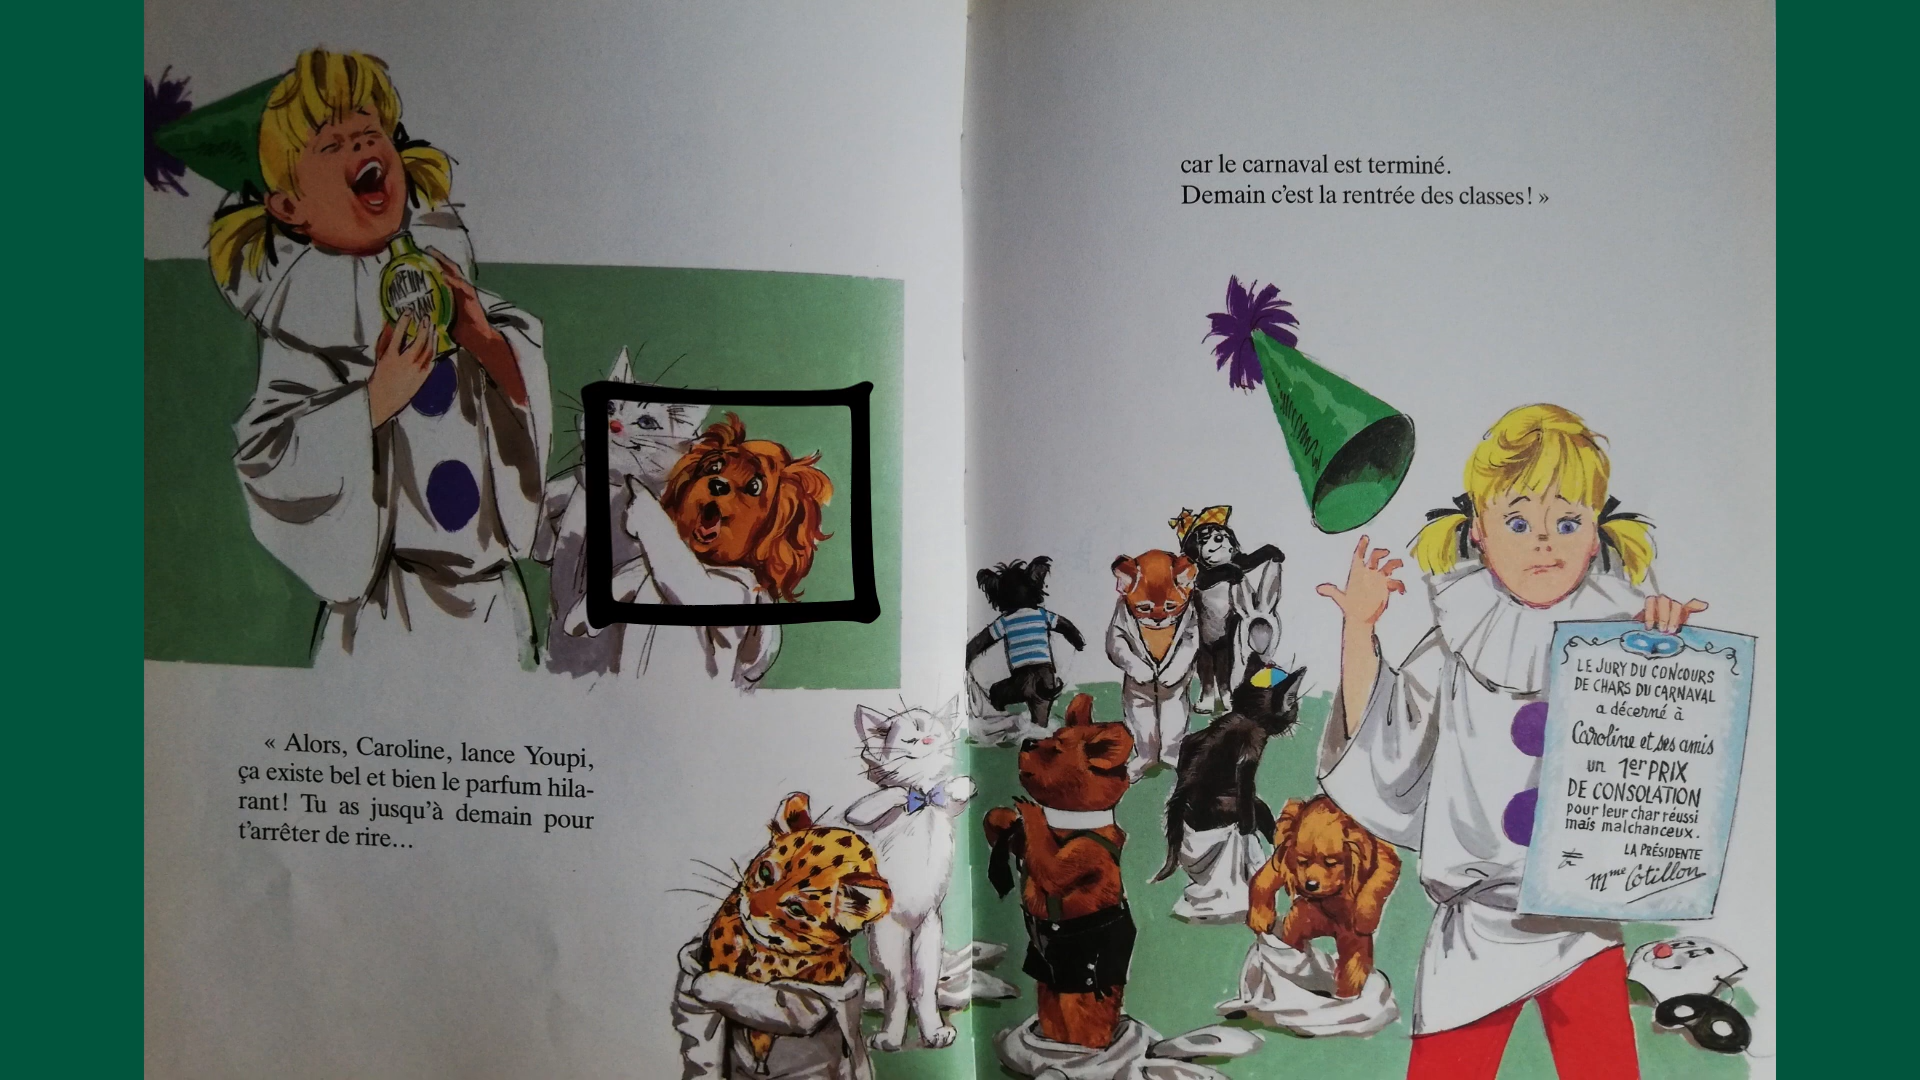 PARFUM
« Alors, Caroline, lance Youpi,
ça existe bel et bien le parfum hila-
rant! Tu as jusqu'à demain pour
t'arrêter de rire…
car le carnaval est terminé.
Demain c'est la rentrée des classes! »
LE JURY DU CONCOURS
DE CHARS DU CARNAVAL
a décerné à
Caroline et ses amis
un 1er PRIX
DE CONSOLATION
pour leur char réussi
mais malchanceux.
LA PRÉSIDENTE
Mme Cotillon